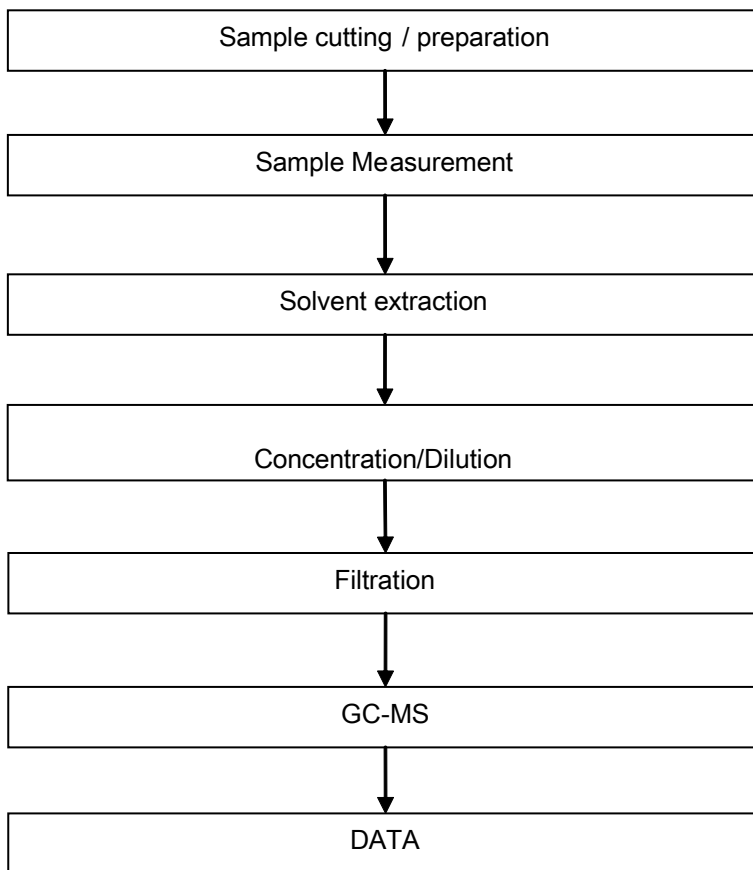 Sample cutting / preparation
Sample Measurement
Solvent extraction
Concentration/Dilution
Filtration
GC-MS
DATA